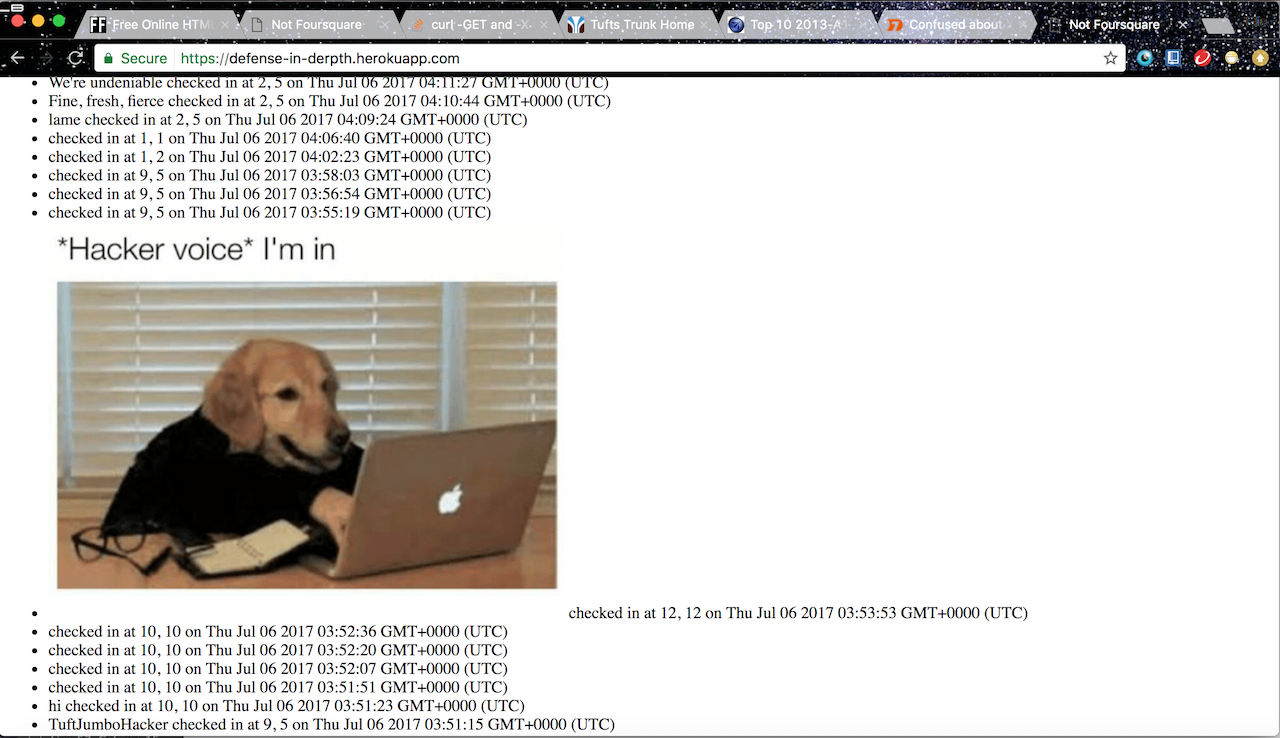 Free Online HTM
Not Foursquare
curl -GET and -X
Tufts Trunk Home
Top 10 2013-A1
Confused about
Not Foursquare
Secure
https://defense-in-derpth.herokuapp.com
We're undeniable checked in at 2, 5 on Thu Jul 06 2017 04:11:27 GMT+0000 (UTC)
Fine, fresh, fierce checked in at 2, 5 on Thu Jul 06 2017 04:10:44 GMT+0000 (UTC)
lame checked in at 2, 5 on Thu Jul 06 2017 04:09:24 GMT+0000 (UTC)
checked in at 1, 1 on Thu Jul 06 2017 04:06:40 GMT+0000 (UTC)
checked in at 1, 2 on Thu Jul 06 2017 04:02:23 GMT+0000 (UTC)
checked in at 9, 5 on Thu Jul 06 2017 03:58:03 GMT+0000 (UTC)
checked in at 9, 5 on Thu Jul 06 2017 03:56:54 GMT+0000 (UTC)
checked in at 9, 5 on Thu Jul 06 2017 03:55:19 GMT+0000 (UTC)
*Hacker voice* I'm in
checked in at 12, 12 on Thu Jul 06 2017 03:53:53 GMT+0000 (UTC)
checked in at 10, 10 on Thu Jul 06 2017 03:52:36 GMT+0000 (UTC)
checked in at 10, 10 on Thu Jul 06 2017 03:52:20 GMT+0000 (UTC)
checked in at 10, 10 on Thu Jul 06 2017 03:52:07 GMT+0000 (UTC)
checked in at 10, 10 on Thu Jul 06 2017 03:51:51 GMT+0000 (UTC)
hi checked in at 10, 10 on Thu Jul 06 2017 03:51:23 GMT+0000 (UTC)
TuftJumboHacker checked in at 9, 5 on Thu Jul 06 2017 03:51:15 GMT+0000 (UTC)